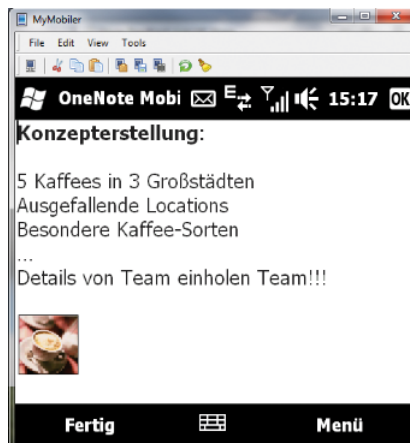 MyMobiler
File Edit View Tools
OneNote Mobi E 15:17 OK
Konzepterstellung:
5 Kaffees in 3 Großstädten
Ausgefallende Locations
Besondere Kaffee-Sorten
...
Details von Team einholen Team!!!
Fertig Menü